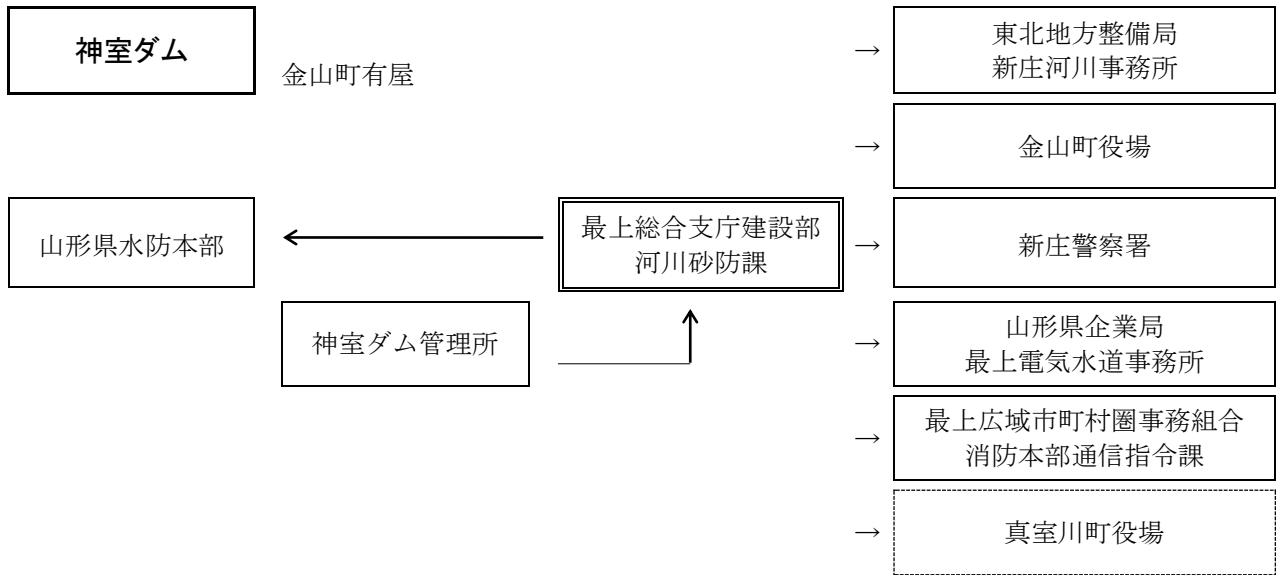 神室ダム
金山町有屋
→
東北地方整備局
新庄河川事務所
→
金山町役場
山形県水防本部
最上総合支庁建設部
河川砂防課
→
新庄警察署
神室ダム管理所
→
山形県企業局
最上電気水道事務所
→
最上広域市町村圏事務組合
消防本部通信指令課
→
真室川町役場